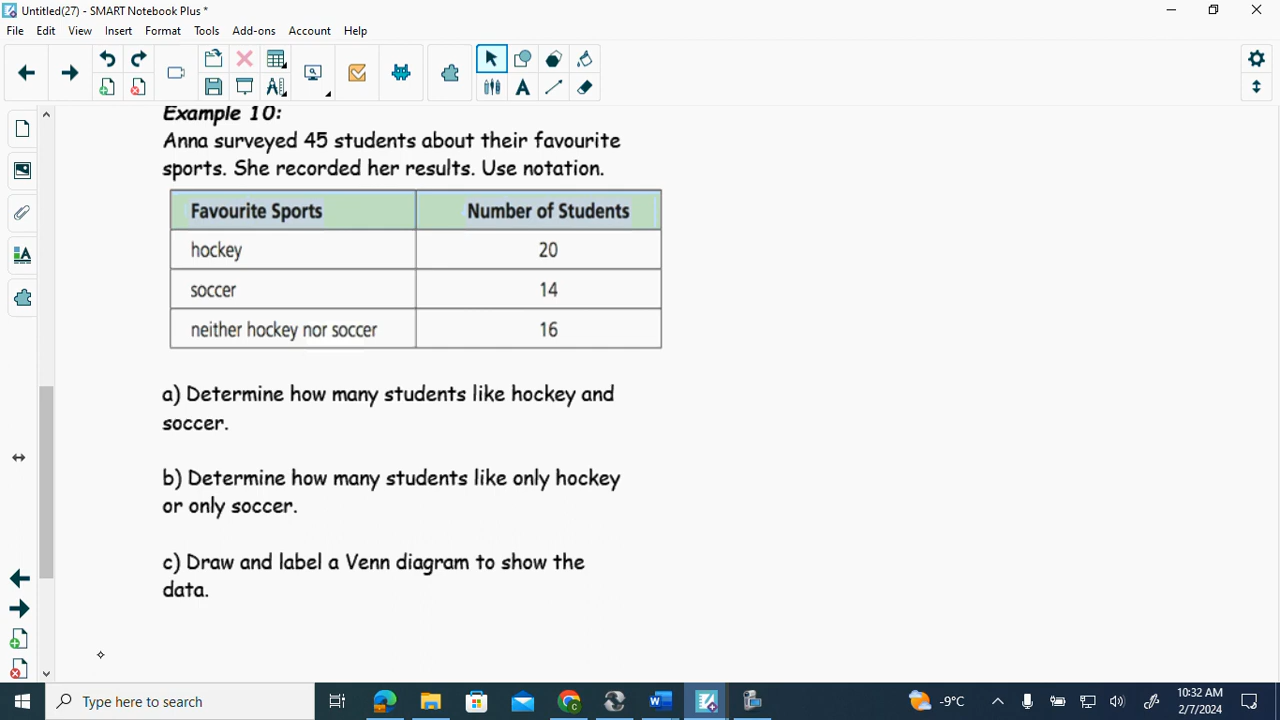 Untitled(27) - SMART Notebook Plus *
File Edit View Insert Format Tools Add-ons Account Help
Example 10:
Anna surveyed 45 students about their favourite
sports. She recorded her results. Use notation.
Favourite Sports Number of Students
hockey 20
soccer 14
neither hockey nor soccer 16
a) Determine how many students like hockey and
soccer.
b) Determine how many students like only hockey
or only soccer.
c) Draw and label a Venn diagram to show the
data.
Type here to search
-9°C
10:32 AM
2/7/2024